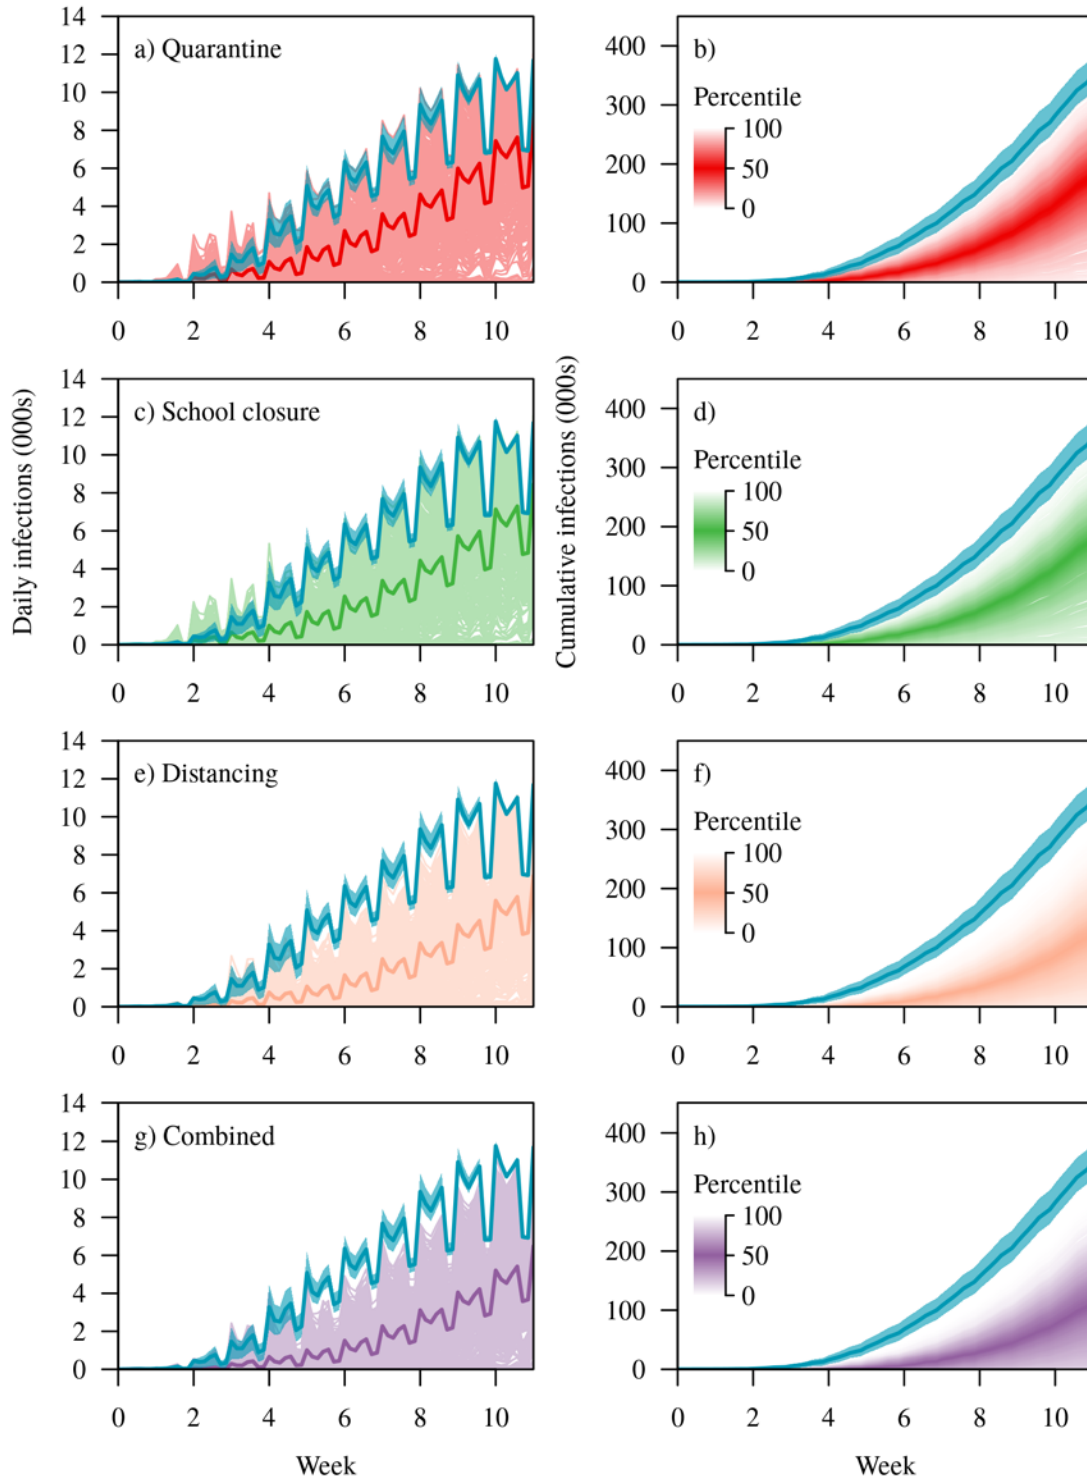 14
12
10
8
6
4
2
0
a) Quarantine
0 2 4 6 8 10
400
300
200
100
0
b)
Percentile
100
50
0
0 2 4 6 8 10
14
12
10
8
6
4
2
0
c) School closure
0 2 4 6 8 10
400
300
200
100
0
d)
Percentile
100
50
0
0 2 4 6 8 10
Daily infections (000s)
Cumulative infections (000s)
14
12
10
8
6
4
2
0
e) Distancing
0 2 4 6 8 10
400
300
200
100
0
f)
Percentile
100
50
0
0 2 4 6 8 10
14
12
10
8
6
4
2
0
g) Combined
0 2 4 6 8 10
Week
400
300
200
100
0
h)
Percentile
100
50
0
0 2 4 6 8 10
Week